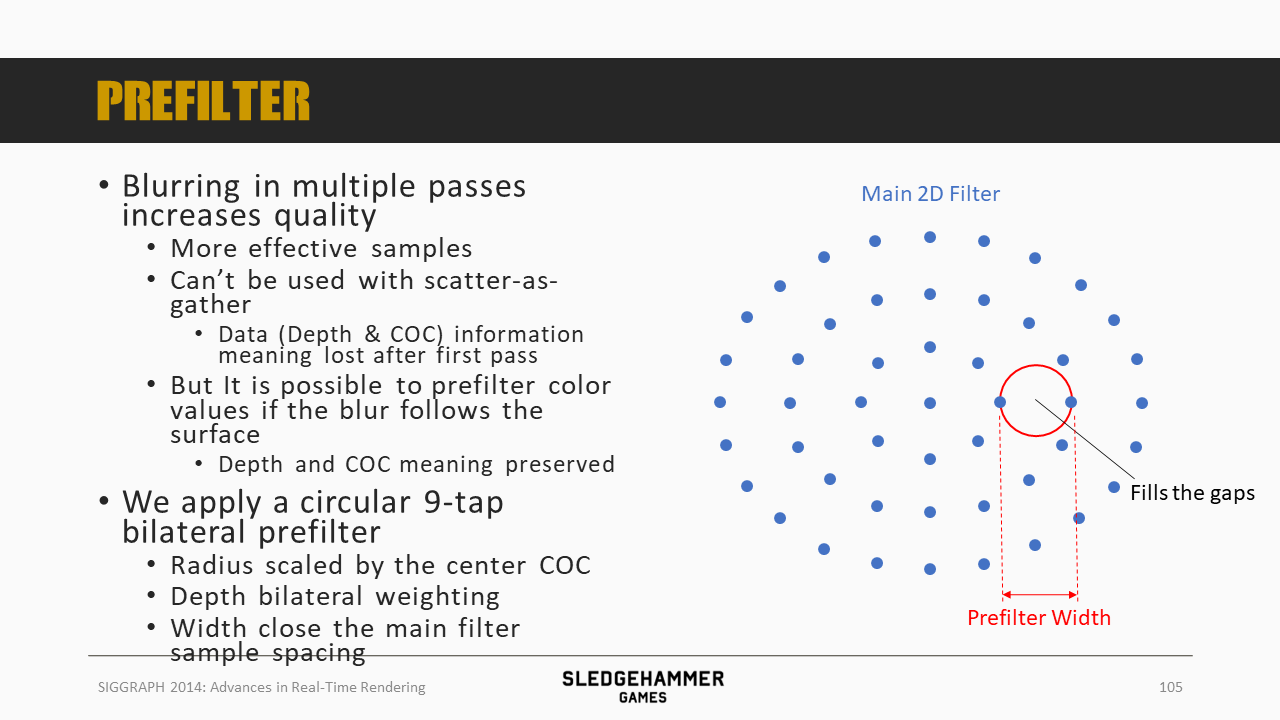 PREFILTER
• Blurring in multiple passes
increases quality
• More effective samples
• Can’t be used with scatter-as-
gather
• Data (Depth & COC) information
meaning lost after first pass
• But It is possible to prefilter color
values if the blur follows the
surface
• Depth and COC meaning preserved
• We apply a circular 9-tap
bilateral prefilter
• Radius scaled by the center COC
• Depth bilateral weighting
• Width close the main filter
sample spacing
Main 2D Filter
Fills the gaps
Prefilter Width
SIGGRAPH 2014: Advances in Real-Time Rendering
SLEDGEHAMMER
GAMES
105